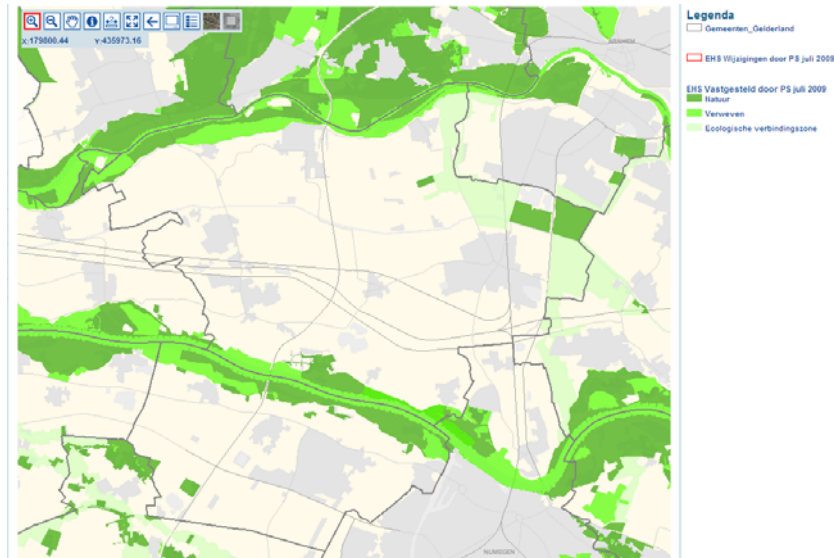 x:179800.44 Y:435973.16
ARNHEM
NIJMEGEN
Legenda
Gemeenten_Gelderland
EHS Wijzigingen door PS juli 2009
EHS Vastgesteld door PS juli 2009
Natuur
Verweven
Ecologische verbindingszone